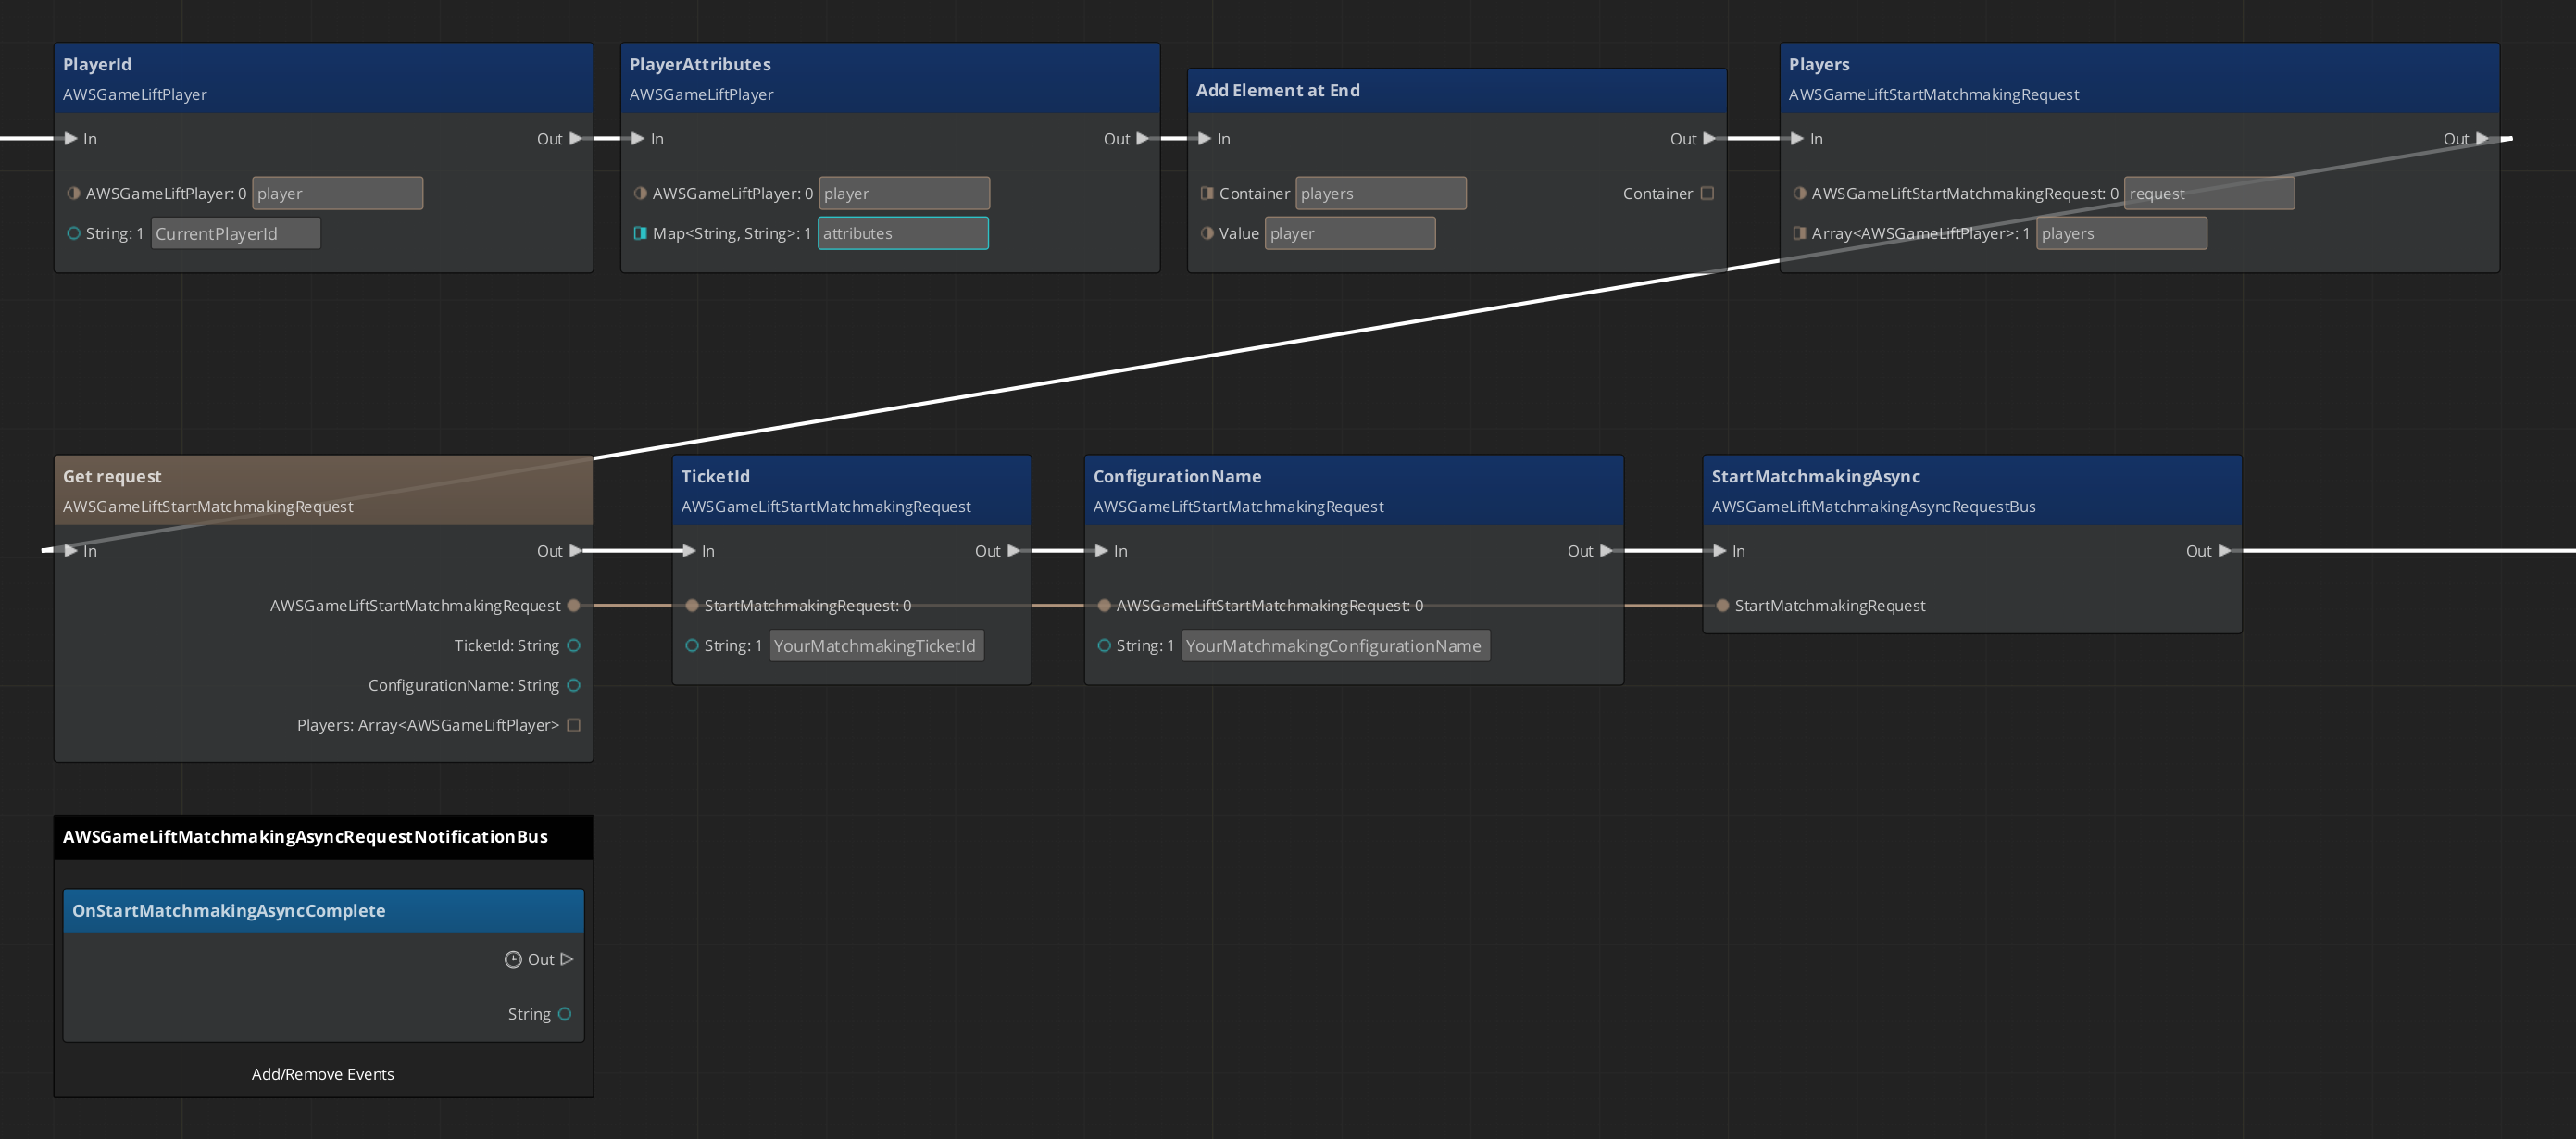 PlayerId
AWSGameLiftPlayer
In
Out
AWSGameLiftPlayer: 0 player
String: 1 CurrentPlayerId
PlayerAttributes
AWSGameLiftPlayer
In
Out
AWSGameLiftPlayer: 0 player
Map<String, String>: 1 attributes
Add Element at End
In
Out
Container players
Container
Value player
Players
AWSGameLiftStartMatchmakingRequest
In
Out
AWSGameLiftStartMatchmakingRequest: 0 request
Array<AWSGameLiftPlayer>: 1 players
Get request
AWSGameLiftStartMatchmakingRequest
In
Out
AWSGameLiftStartMatchmakingRequest
TicketId: String
ConfigurationName: String
Players: Array<AWSGameLiftPlayer>
TicketId
AWSGameLiftStartMatchmakingRequest
In
Out
StartMatchmakingRequest: 0
String: 1 YourMatchmakingTicketId
ConfigurationName
AWSGameLiftStartMatchmakingRequest
In
Out
AWSGameLiftStartMatchmakingRequest: 0
String: 1 YourMatchmakingConfigurationName
StartMatchmakingAsync
AWSGameLiftMatchmakingAsyncRequestBus
In
Out
StartMatchmakingRequest
AWSGameLiftMatchmakingAsyncRequestNotificationBus
OnStartMatchmakingAsyncComplete
Out
String
Add/Remove Events